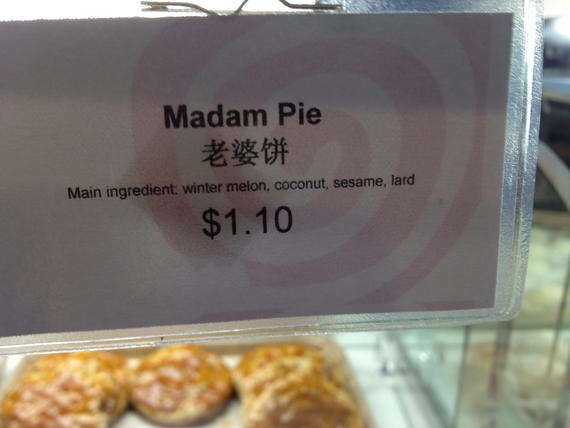 Madam Pie
老婆饼
Main ingredient: winter melon, coconut, sesame, lard
$1.10